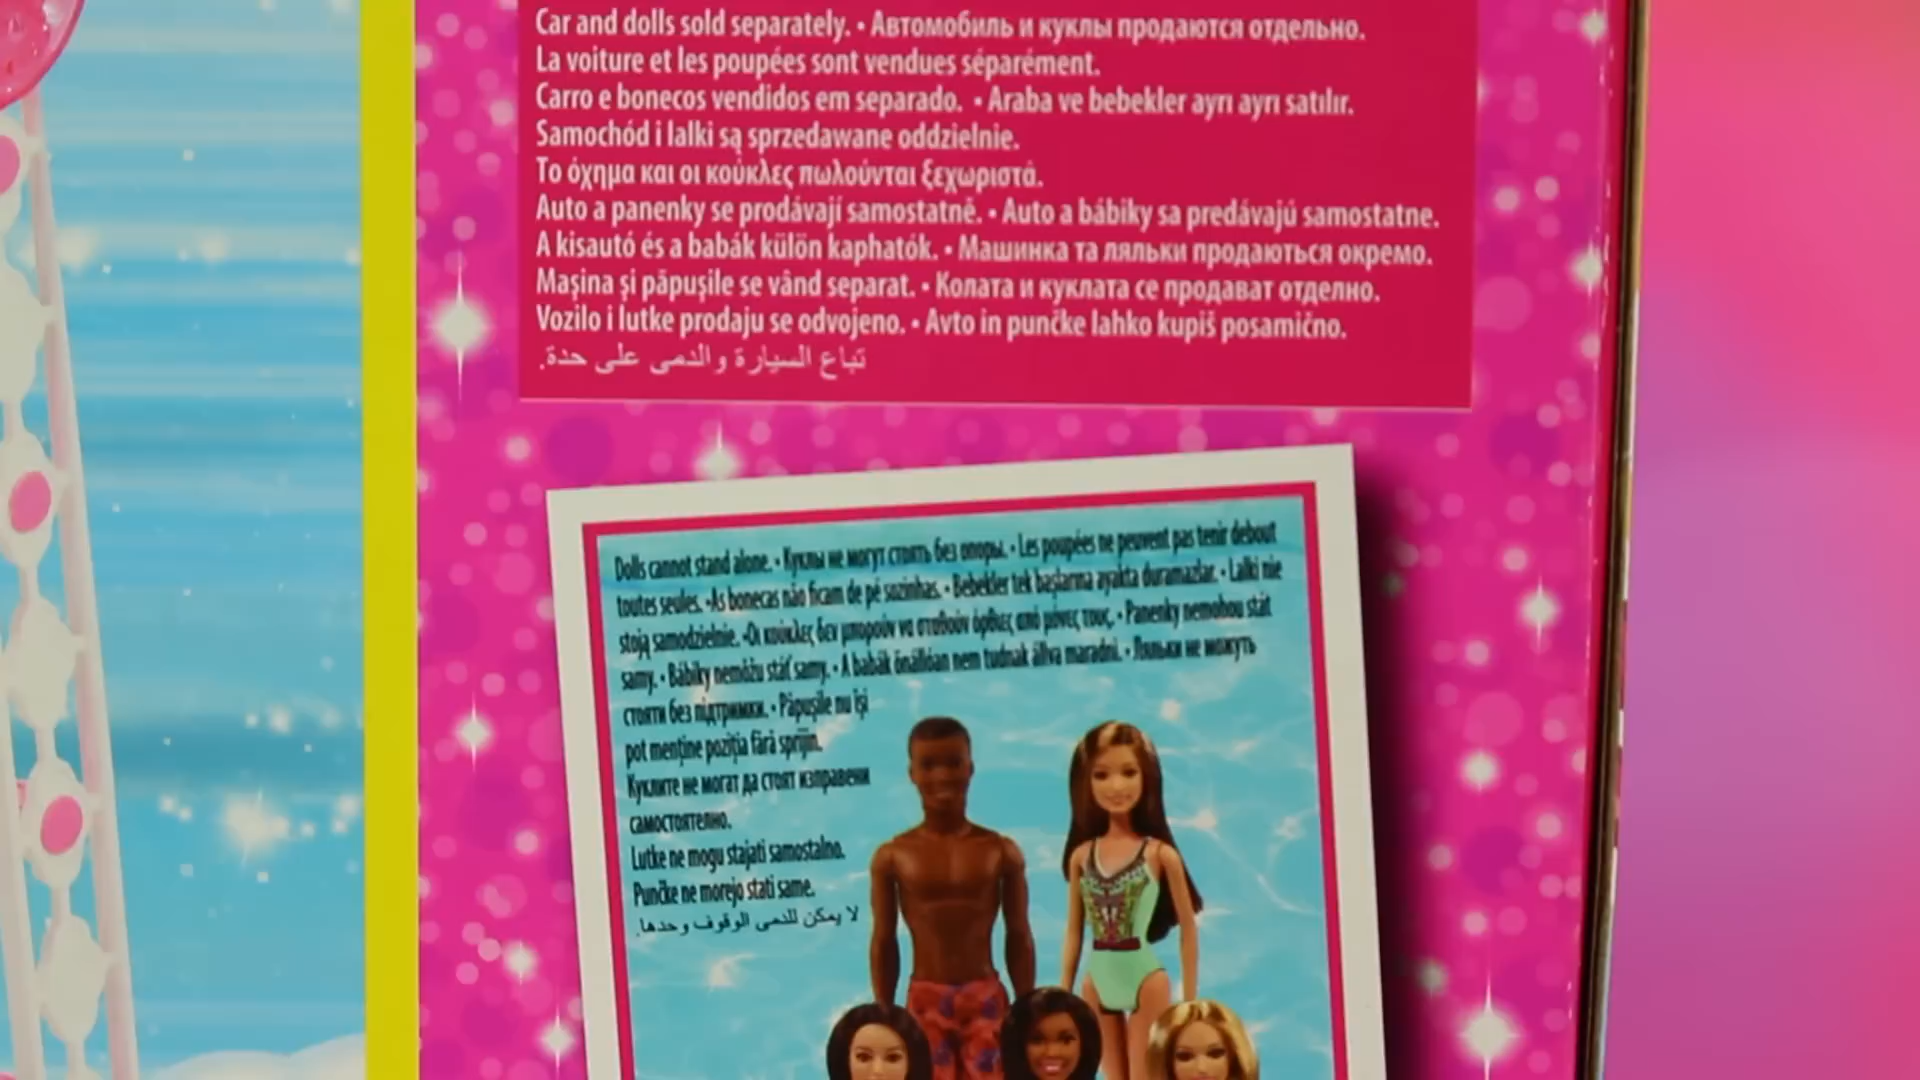 Car and dolls sold separately. • Автомобиль и куклы продаются отдельно.
La voiture et les poupées sont vendues séparément.
Carro e bonecos vendidos em separado. • Araba ve bebekler ayrı ayrı satılır.
Samochód i lalki są sprzedawane oddzielnie.
Το όχημα και οι κούκλες πωλούνται ξεχωριστά.
Auto a panenky se prodávají samostatně. • Auto a bábiky sa predávajú samostatne.
A kisautó és a babák külön kaphatók. • Машинка та ляльки продаються окремо.
Mașina și păpușile se vând separat. • Колата и куклата се продават отделно.
Vozilo i lutke prodaju se odvojeno. • Avto in punčke lahko kupiš posamično.
تباع السيارة والدمى على حدة.
Dolls cannot stand alone. • Куклы не могут стоять без опоры. • Les poupées ne peuvent pas tenir debout
toutes seules. •As bonecas não ficam de pé sozinhas. • Bebekler tek başlarına ayakta duramazlar. • Lalki nie
stoją samodzielnie. •Οι κούκλες δεν μπορούν να σταθούν όρθιες από μόνες τους. • Panenky nemohou stát
samy. • Bábiky nemôžu stáť samy. • A babák önállóan nem tudnak állva maradni. • Ляльки не можуть
стояти без підтримки. • Păpușile nu își
pot menține poziția fără sprijin.
Куклите не могат да стоят изправени
самостоятелно.
Lutke ne mogu stajati samostalno.
Punčke ne morejo stati same.
لا يمكن للدمى الوقوف وحدها.